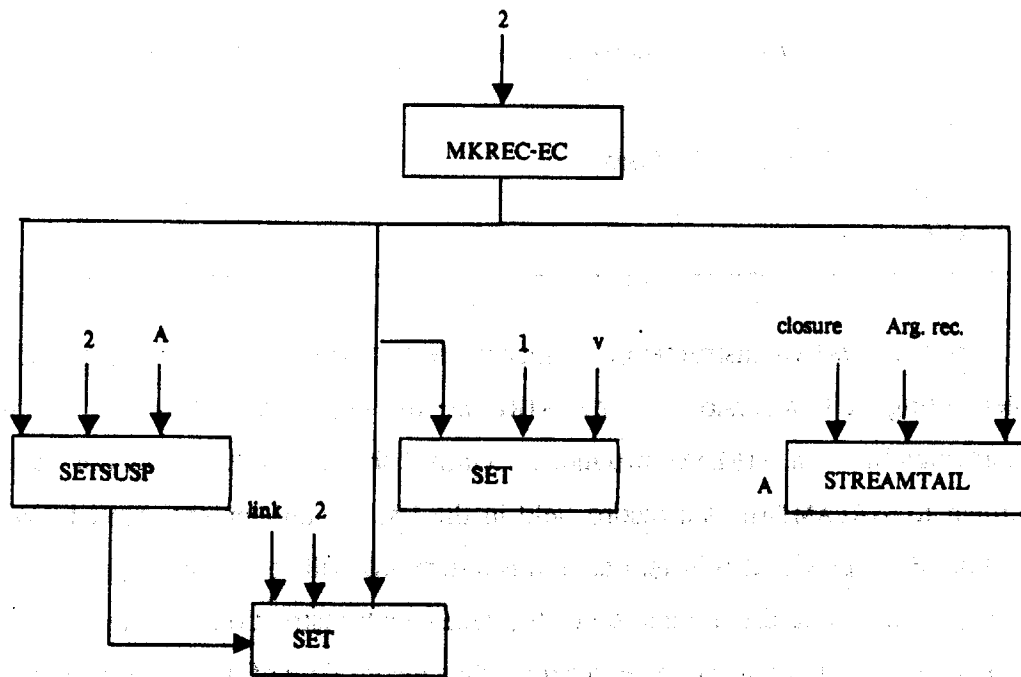 2
MKREC-EC
2
A
1
v
closure
Arg. rec.
SETSUSP
SET
A
STREAMTAIL
link
2
SET